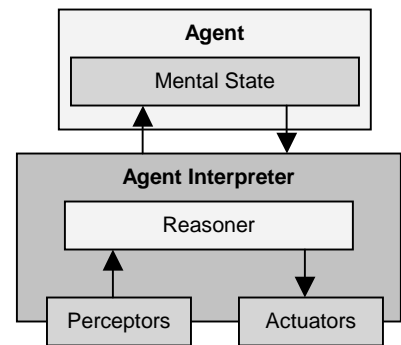 Agent
Mental State
Agent Interpreter
Reasoner
Perceptors
Actuators